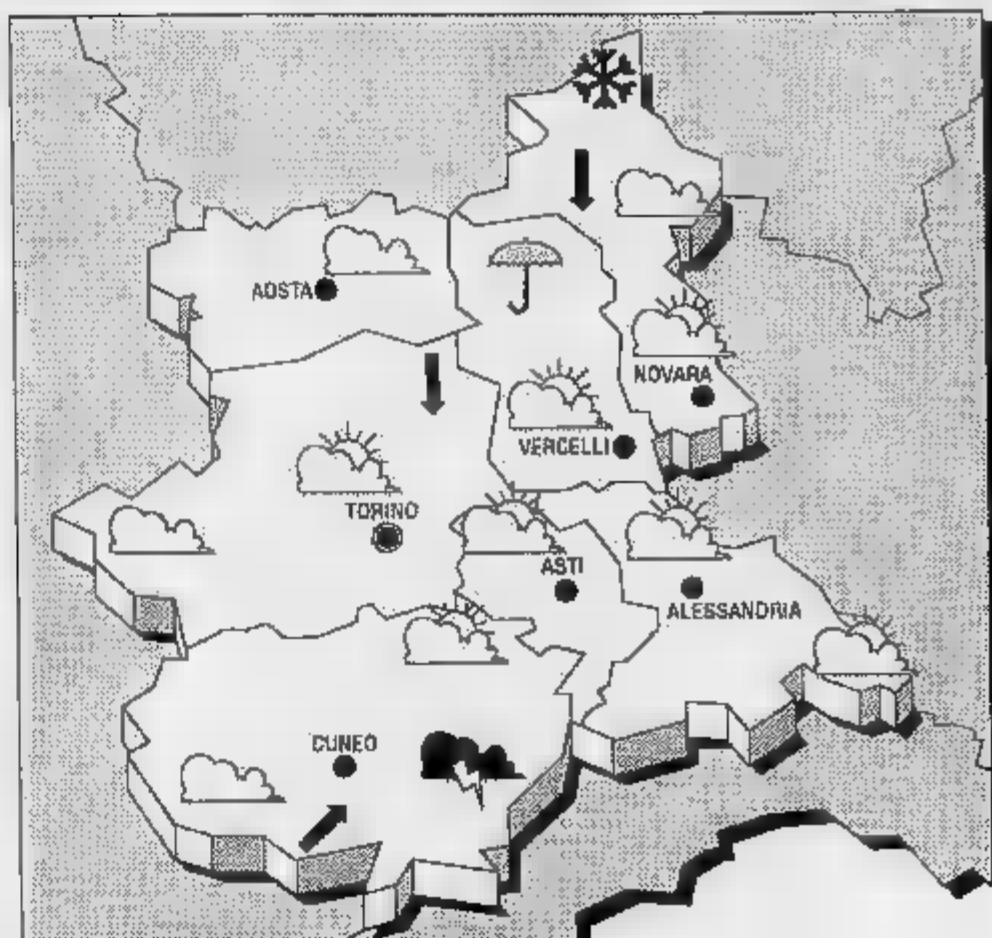 AOSTA
NOVARA
VERCELLI
TORINO
ASTI
ALESSANDRIA
CUNEO